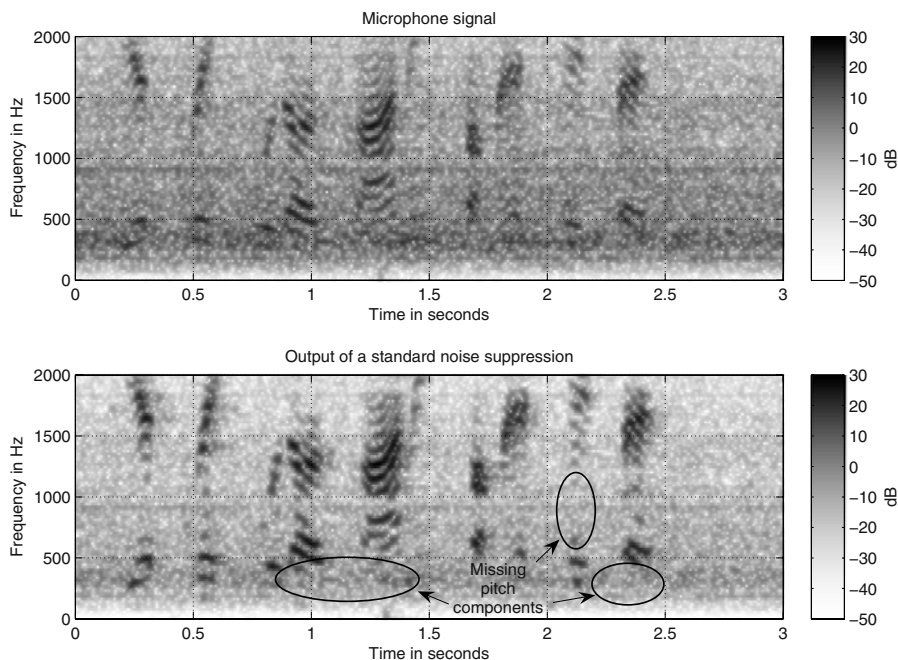 Microphone signal
2000
1500
1000
500
0
Frequency in Hz
0 0.5 1 1.5 2 2.5 3
Time in seconds
30
20
10
0
−10
−20
−30
−40
−50
dB
Output of a standard noise suppression
2000
1500
1000
500
0
Frequency in Hz
Missing
pitch
components
0 0.5 1 1.5 2 2.5 3
Time in seconds
30
20
10
0
−10
−20
−30
−40
−50
dB